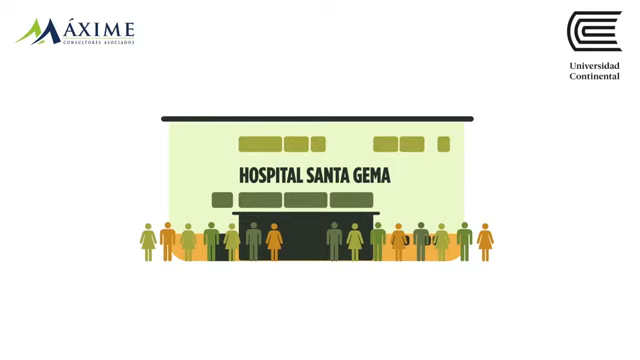 ÁXIME
CONSULTORES ASOCIADOS
Universidad
Continental
HOSPITAL SANTA GEMA